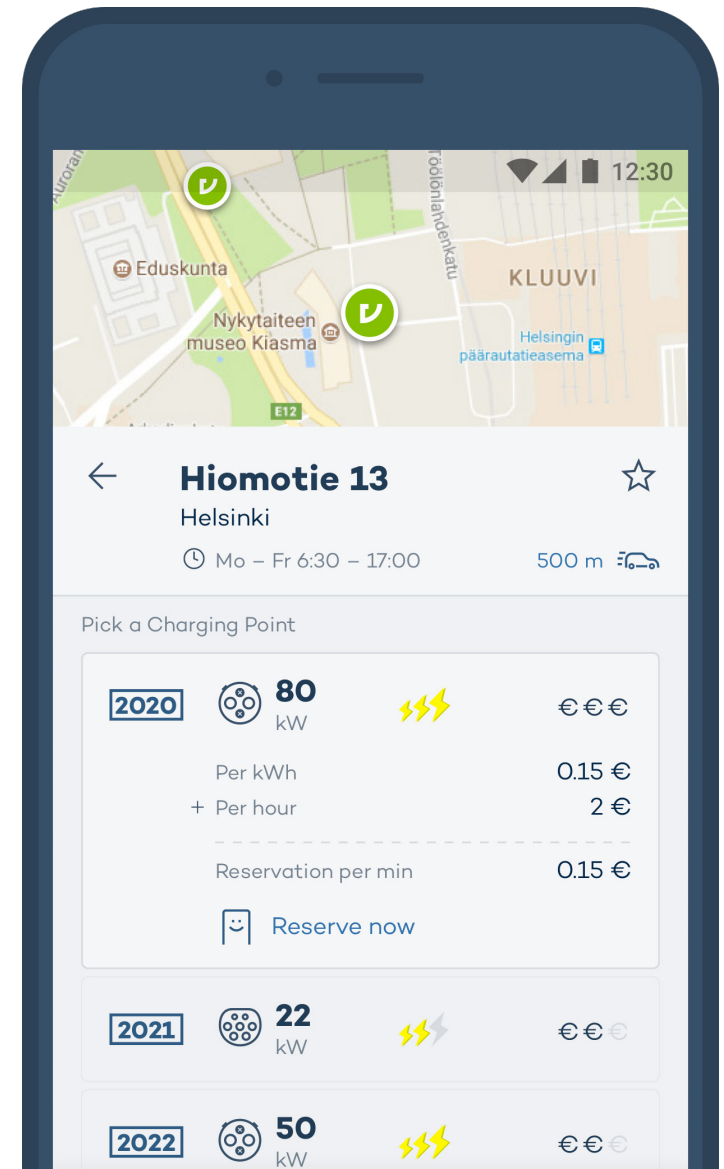 12:30
Auroran
Töölönlahdenkatu
Eduskunta
KLUUVI
Nykytaiteen
museo Kiasma
Helsingin
päärautatieasema
E12
Hiomotie 13
Helsinki
Mo – Fr 6:30 – 17:00
500 m
Pick a Charging Point
2020
80
kW
€€€
Per kWh
0.15 €
+ Per hour
2 €
Reservation per min
0.15 €
Reserve now
2021
22
kW
€€€
2022
50
kW
€€€